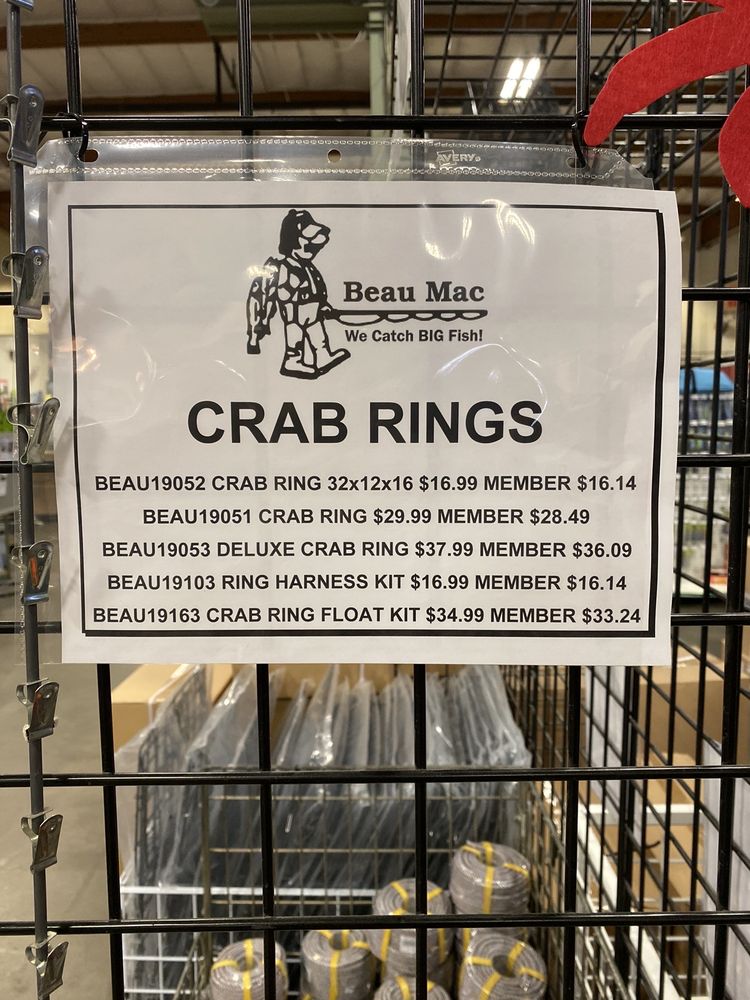 AVERY®
Beau Mac
We Catch BIG Fish!
CRAB RINGS
BEAU19052 CRAB RING 32x12x16 $16.99 MEMBER $16.14
BEAU19051 CRAB RING $29.99 MEMBER $28.49
BEAU19053 DELUXE CRAB RING $37.99 MEMBER $36.09
BEAU19103 RING HARNESS KIT $16.99 MEMBER $16.14
BEAU19163 CRAB RING FLOAT KIT $34.99 MEMBER $33.24